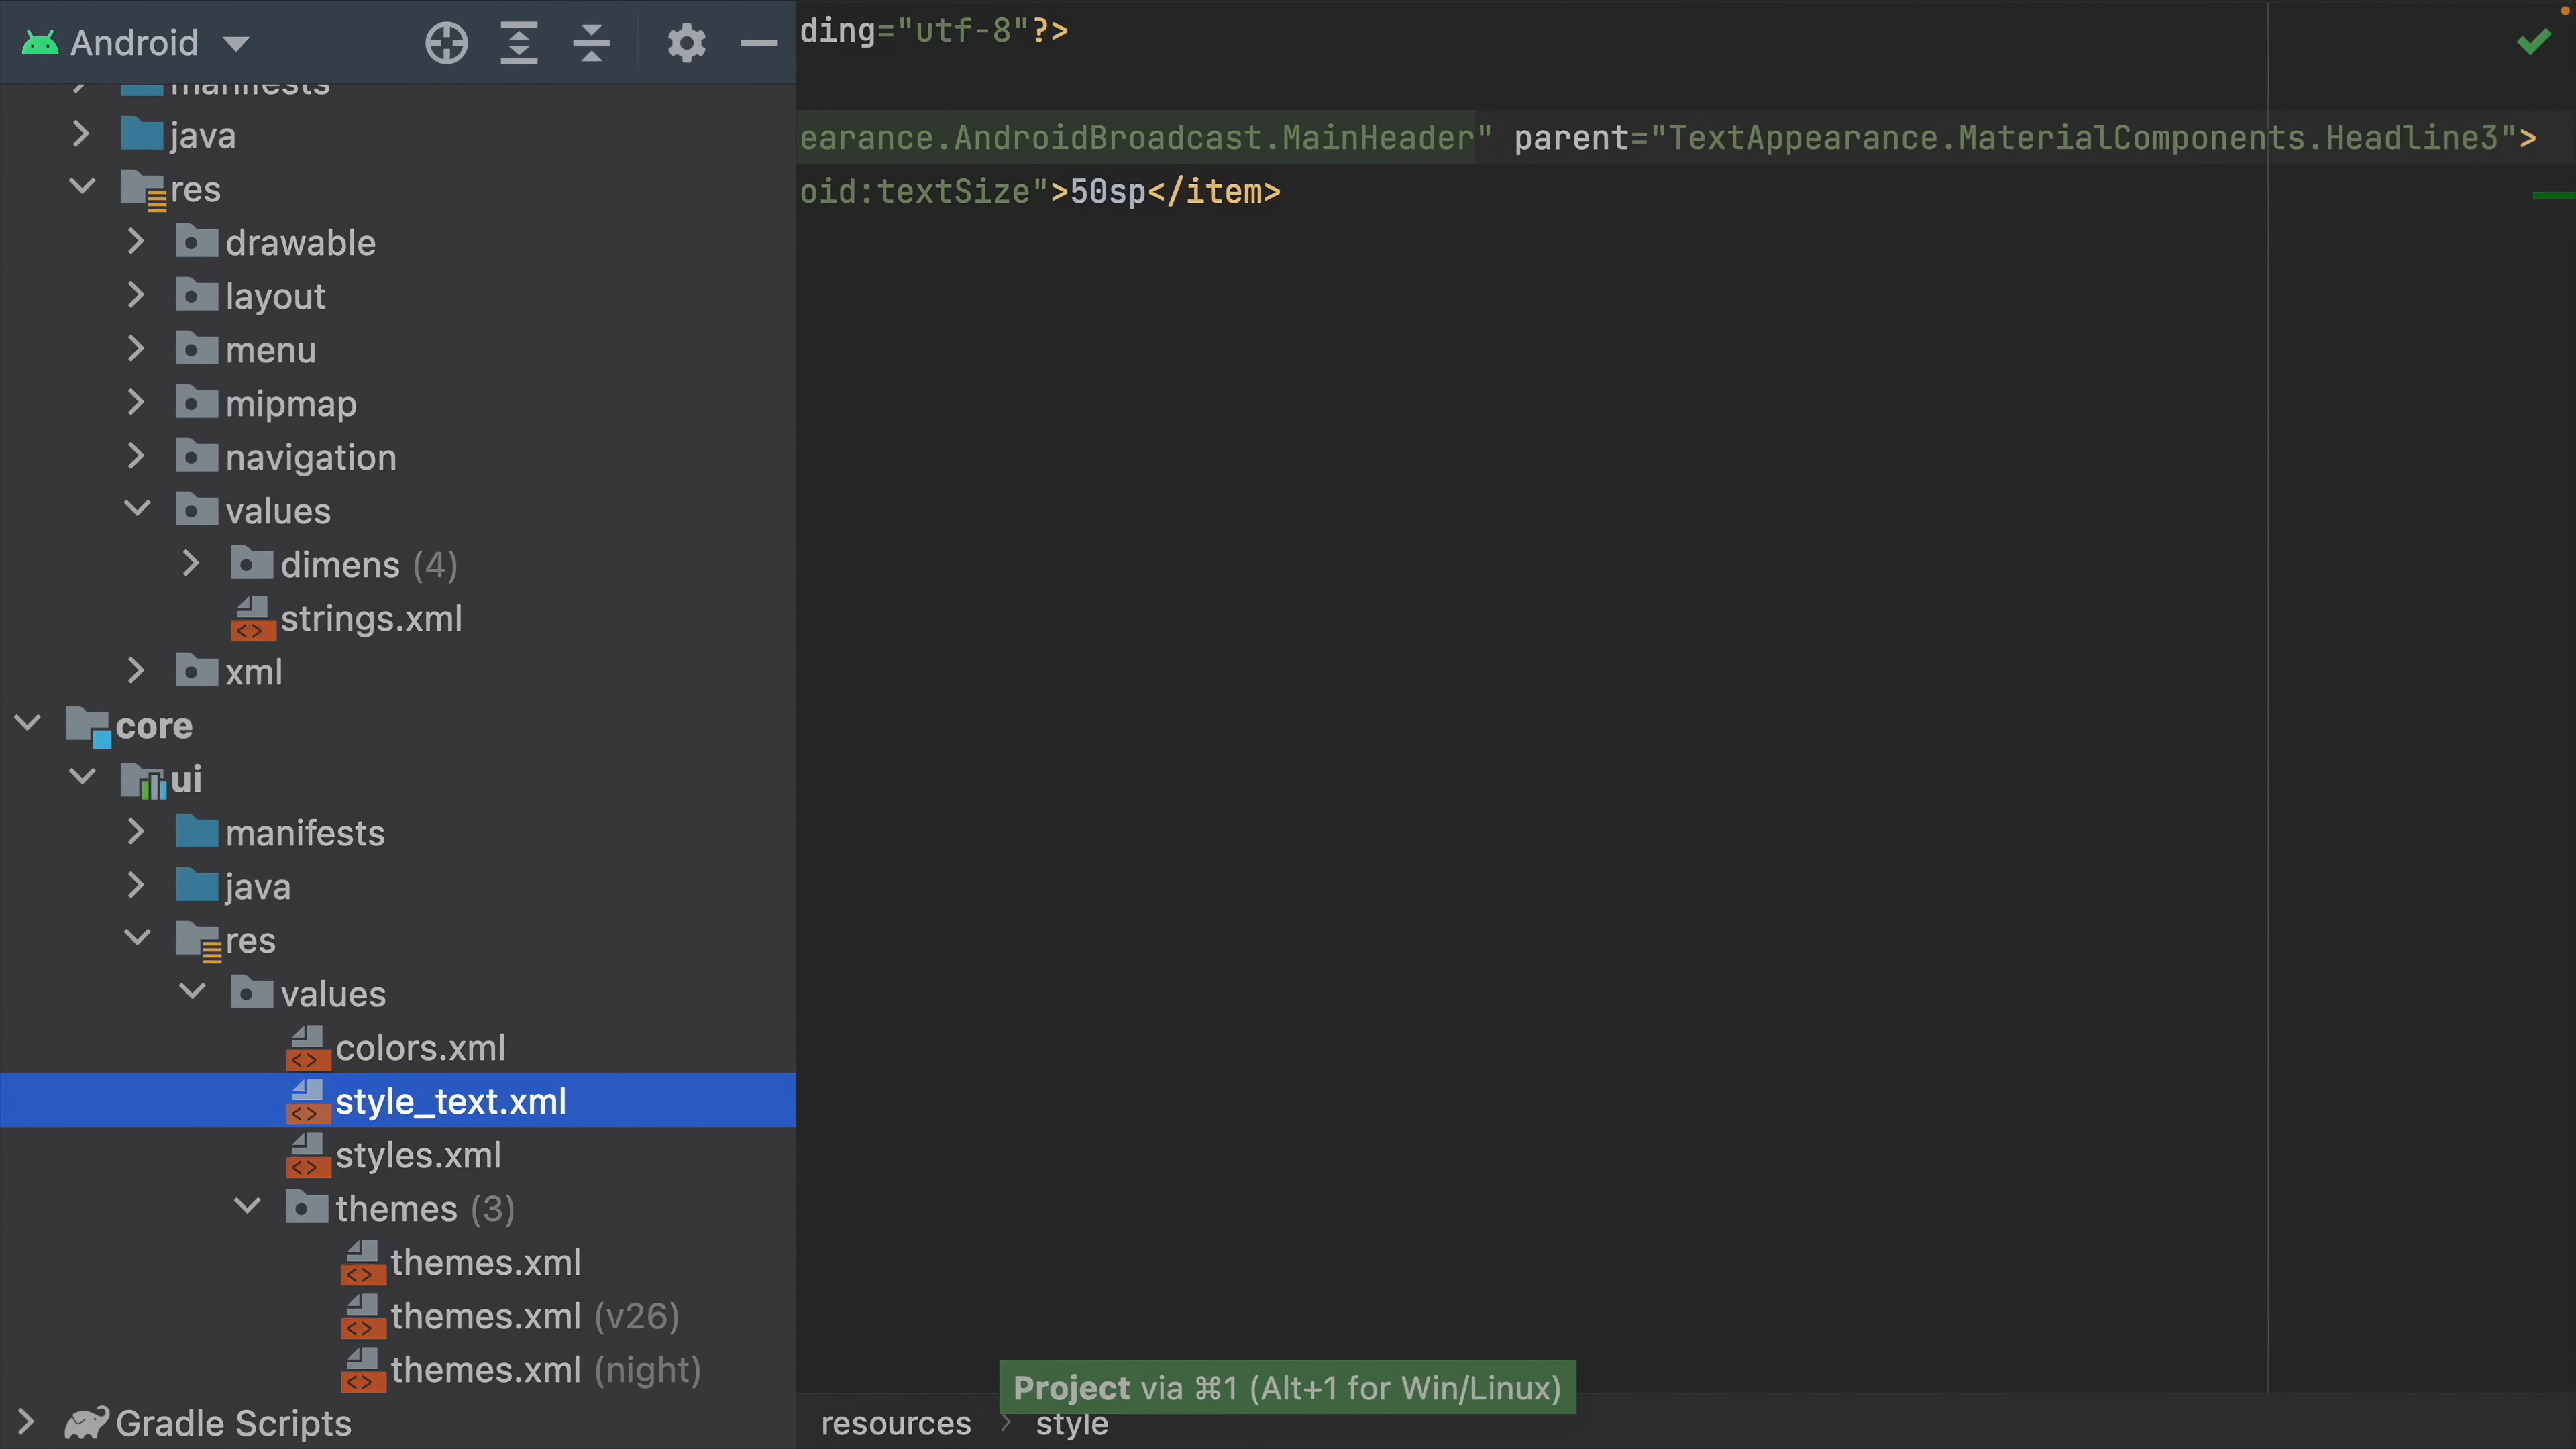 Android
manifests
java
res
drawable
layout
menu
mipmap
navigation
values
dimens (4)
strings.xml
xml
core
ui
manifests
java
res
values
colors.xml
style_text.xml
styles.xml
themes (3)
themes.xml
themes.xml (v26)
themes.xml (night)
Gradle Scripts
ding="utf-8"?>
earance.AndroidBroadcast.MainHeader" parent="TextAppearance.MaterialComponents.Headline3">
oid:textSize">50sp</item>
Project via ⌘1 (Alt+1 for Win/Linux)
resources > style